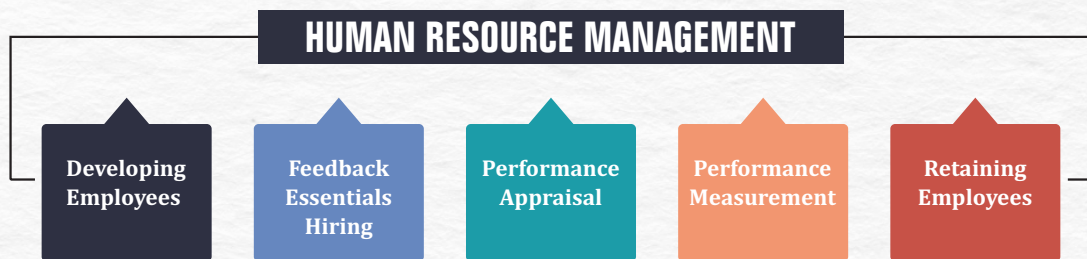 HUMAN RESOURCE MANAGEMENT
Developing
Employees
Feedback
Essentials
Hiring
Performance
Appraisal
Performance
Measurement
Retaining
Employees